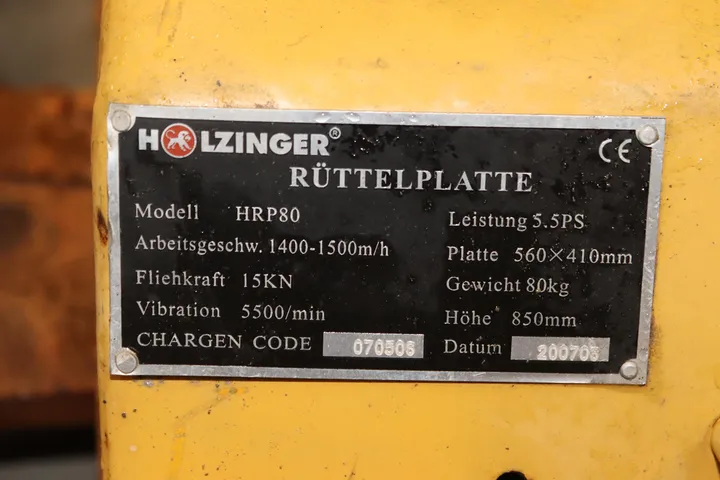 HOLZINGER®
CE
RÜTTELPLATTE
Modell HRP80
Arbeitsgeschw. 1400-1500m/h
Fliehkraft 15KN
Vibration 5500/min
CHARGEN CODE 070506
Leistung 5.5PS
Platte 560×410mm
Gewicht 80kg
Höhe 850mm
Datum 200703